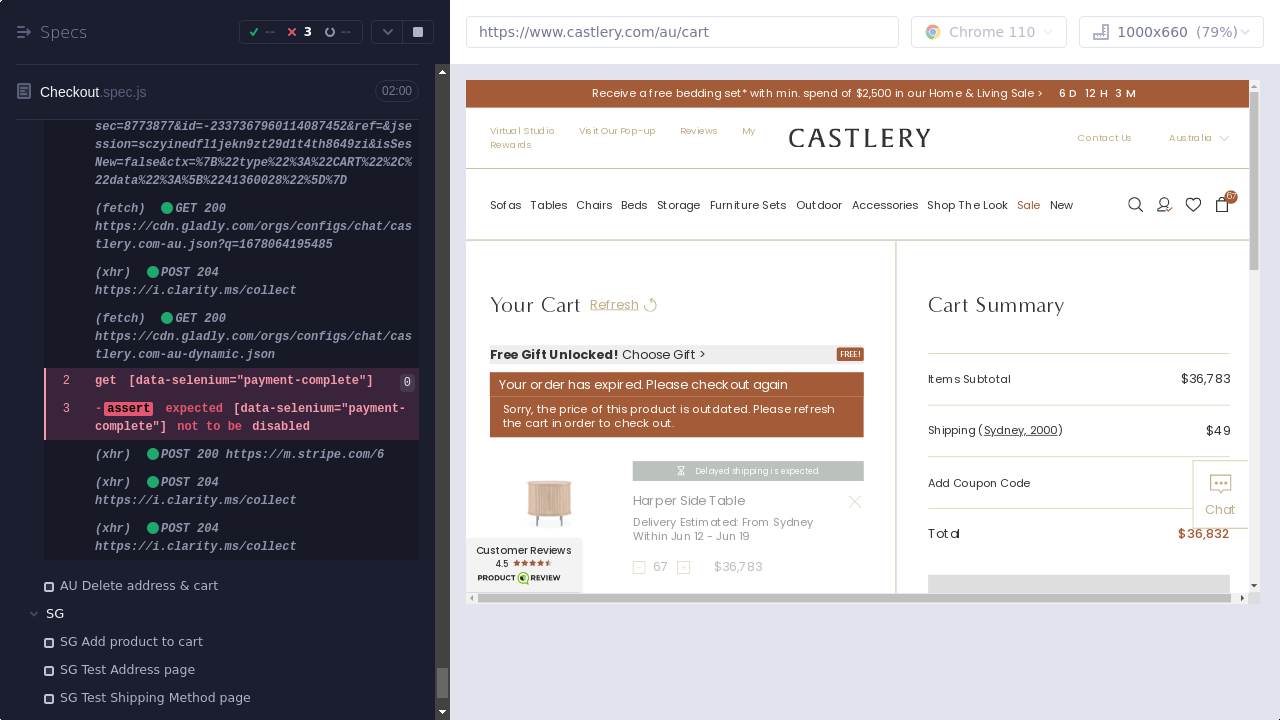 Specs
--
3
--
Checkout.spec.js
02:00
sec=8773877&id=-2337367960114087452&ref=&jse
ssion=sczyinedfl1jekn9zt29d1t4th8649zi&isSes
New=false&ctx=%7B%22type%22%3A%22CART%22%2C%
22data%22%3A%5B%2241360028%22%5D%7D
(fetch) GET 200
https://cdn.gladly.com/orgs/configs/chat/cas
tlery.com-au.json?q=1678064195485
(xhr) POST 204
https://i.clarity.ms/collect
(fetch) GET 200
https://cdn.gladly.com/orgs/configs/chat/cas
tlery.com-au-dynamic.json
2 get [data-selenium="payment-complete"] 0
3 -assert expected [data-selenium="payment-
complete"] not to be disabled
(xhr) POST 200 https://m.stripe.com/6
(xhr) POST 204
https://i.clarity.ms/collect
(xhr) POST 204
https://i.clarity.ms/collect
AU Delete address & cart
SG
SG Add product to cart
SG Test Address page
SG Test Shipping Method page
https://www.castlery.com/au/cart
Chrome 110
1000x660 (79%)
Receive a free bedding set* with min. spend of $2,500 in our Home & Living Sale > 6 D 12 H 3 M
Virtual Studio Visit Our Pop-up Reviews My
Rewards
CASTLERY
Contact Us Australia
Sofas Tables Chairs Beds Storage Furniture Sets Outdoor Accessories Shop The Look Sale New
67
Your Cart Refresh
Free Gift Unlocked! Choose Gift >
FREE!
Your order has expired. Please checkout again
Sorry, the price of this product is outdated. Please refresh
the cart in order to check out.
Delayed shipping is expected.
Harper Side Table
Delivery Estimated: From Sydney
Within Jun 12 - Jun 19
- 67 + $36,783
Customer Reviews
4.5
PRODUCT REVIEW
Cart Summary
Items Subtotal $36,783
Shipping (Sydney, 2000) $49
Add Coupon Code
Total $36,832
Chat